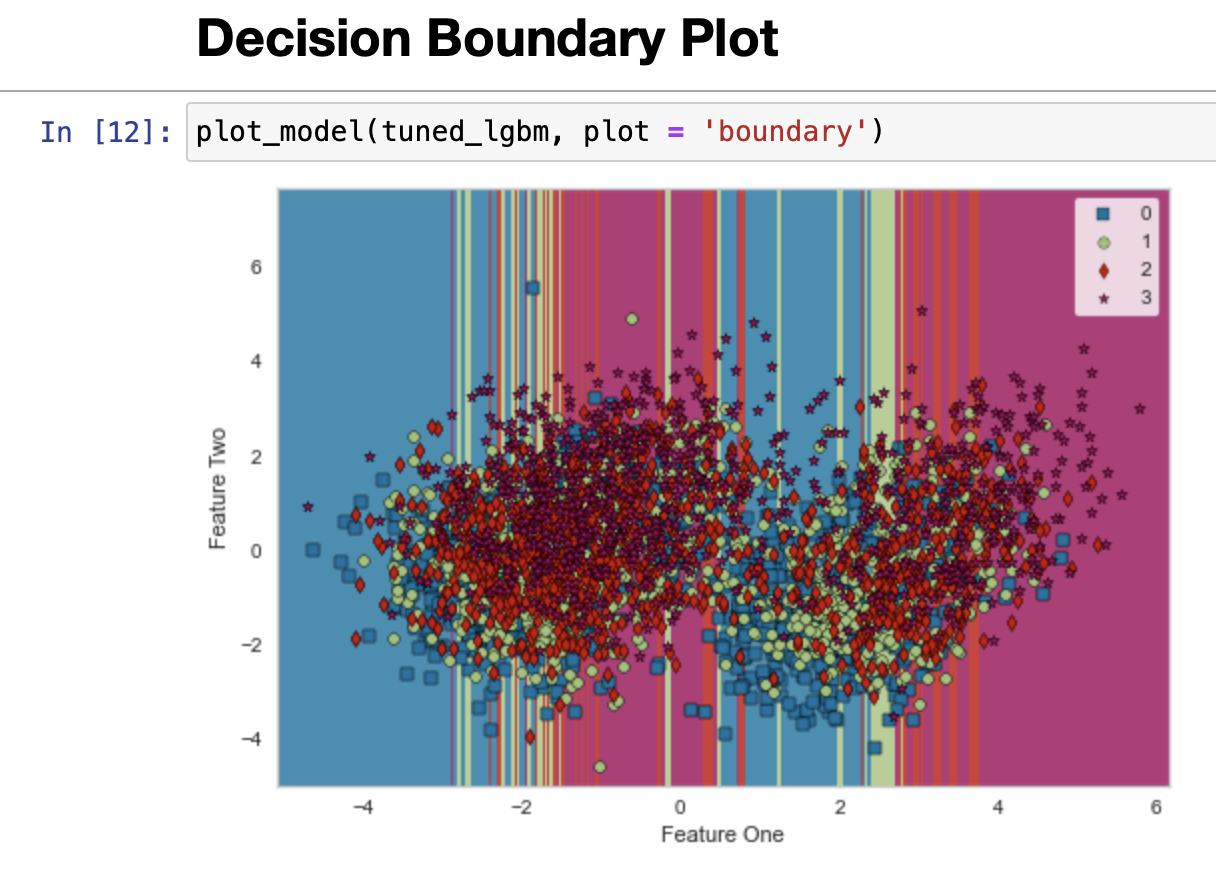 Decision Boundary Plot
In [12]: plot_model(tuned_lgbm, plot = 'boundary')
0
1
2
3
6
4
2
0
−2
−4
Feature Two
−4 −2 0 2 4 6
Feature One